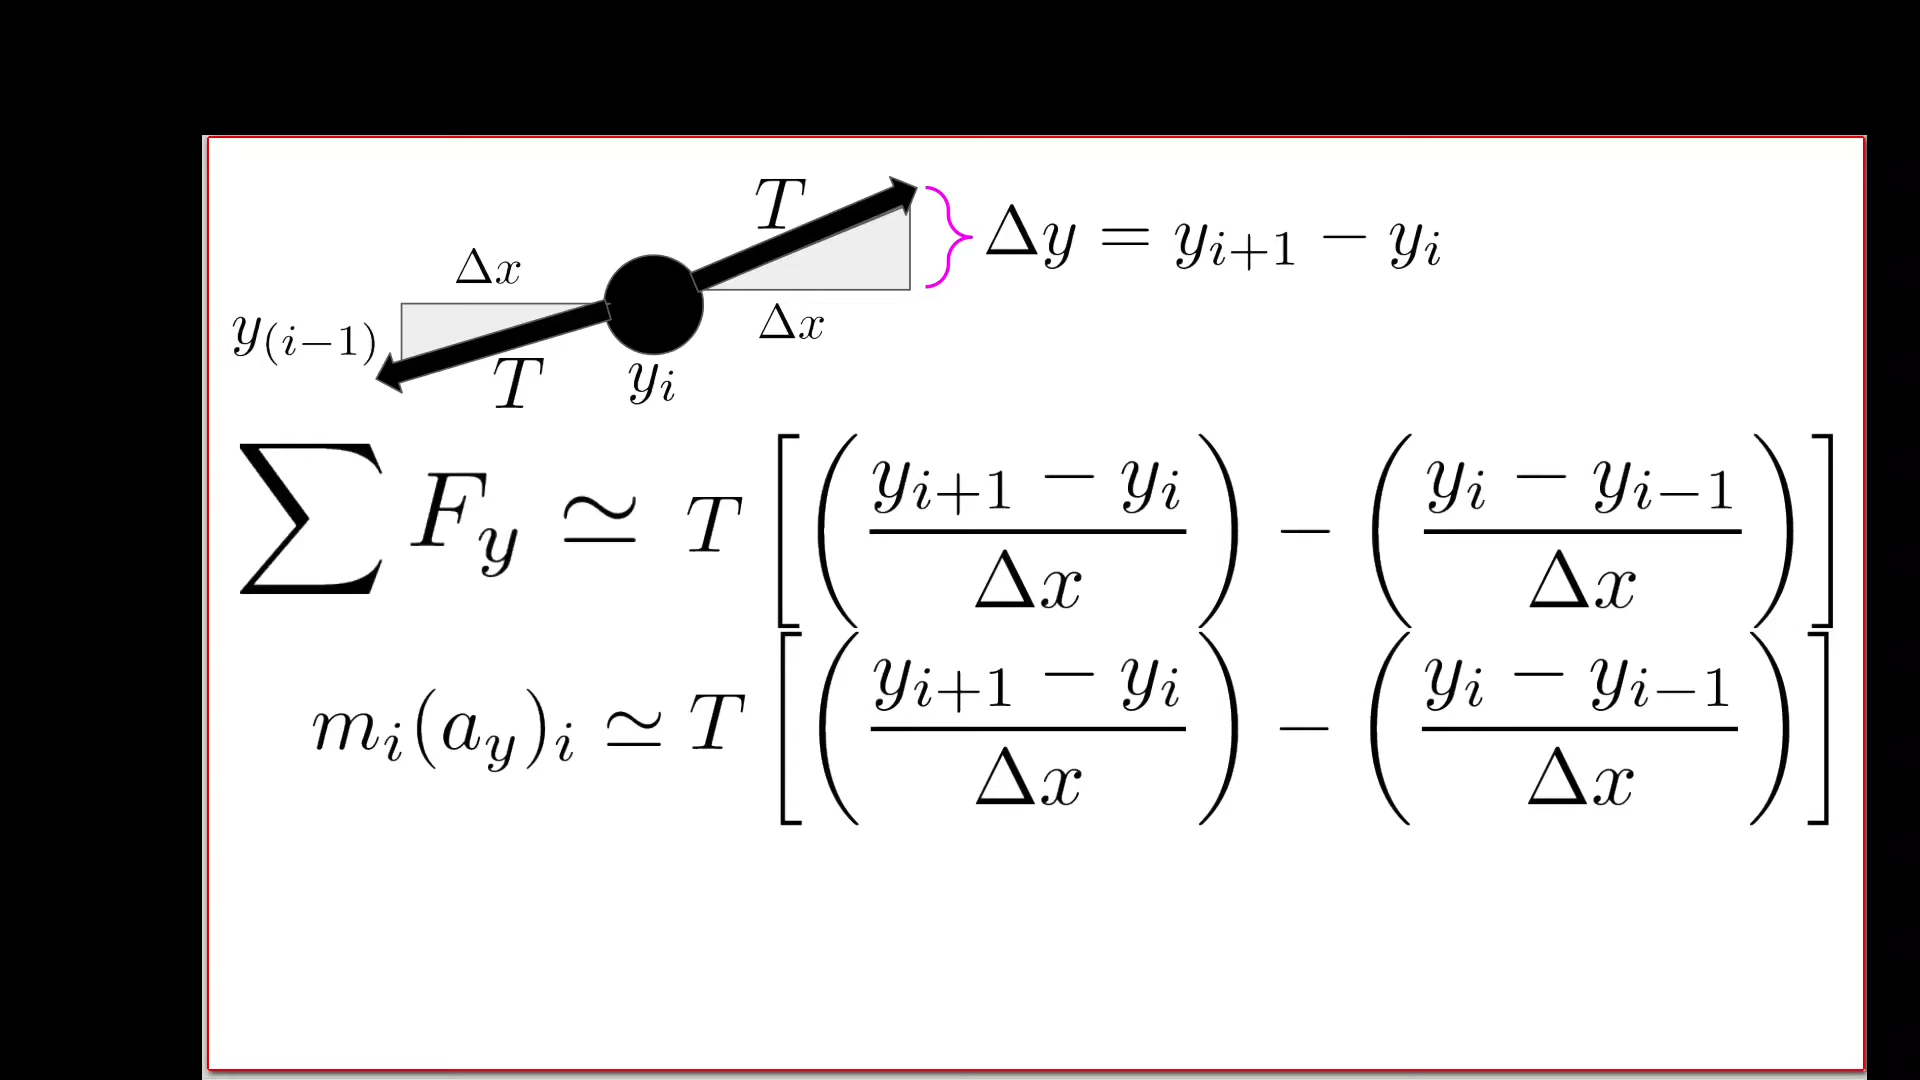 T
Δy = y_{i+1} − y_i
Δx
Δx
y_{(i−1)}
T
y_i
∑ F_y ≃ T [ ( (y_{i+1} − y_i) / Δx ) − ( (y_i − y_{i−1}) / Δx ) ]
m_i(a_y)_i ≃ T [ ( (y_{i+1} − y_i) / Δx ) − ( (y_i − y_{i−1}) / Δx ) ]